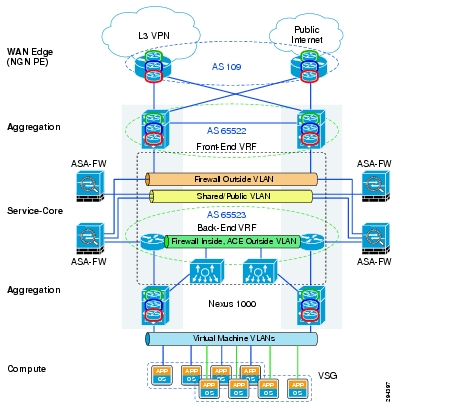 L3 VPN
Public
Internet
WAN Edge
(NGN PE)
AS 109
Aggregation
AS 65522
Front-End VRF
ASA-FW
ASA-FW
Firewall Outside VLAN
Shared/Public VLAN
Service-Core
AS 65523
Back-End VRF
Firewall Inside, ACE Outside VLAN
ASA-FW
ASA-FW
Aggregation
Nexus 1000
Virtual Machine VLANs
Compute
APP
OS
APP
OS
APP
OS
APP
OS
VSG
APP
OS
APP
OS
APP
OS
APP
OS
294397